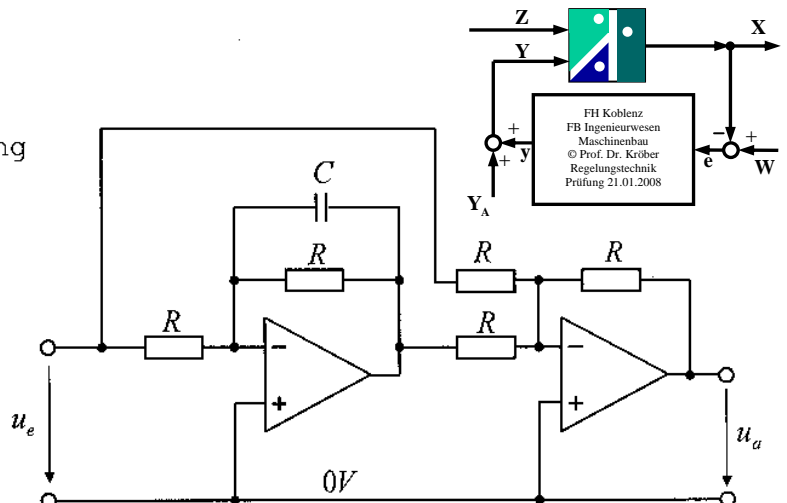 Z
Y
X
FH Koblenz
FB Ingenieurwesen
Maschinenbau
© Prof. Dr. Kröber
Regelungstechnik
Prüfung 21.01.2008
+
y
+
Y_A
−
+
e
W
ng
C
R
R
R
R
R
−
+
−
+
u_e
u_a
0V